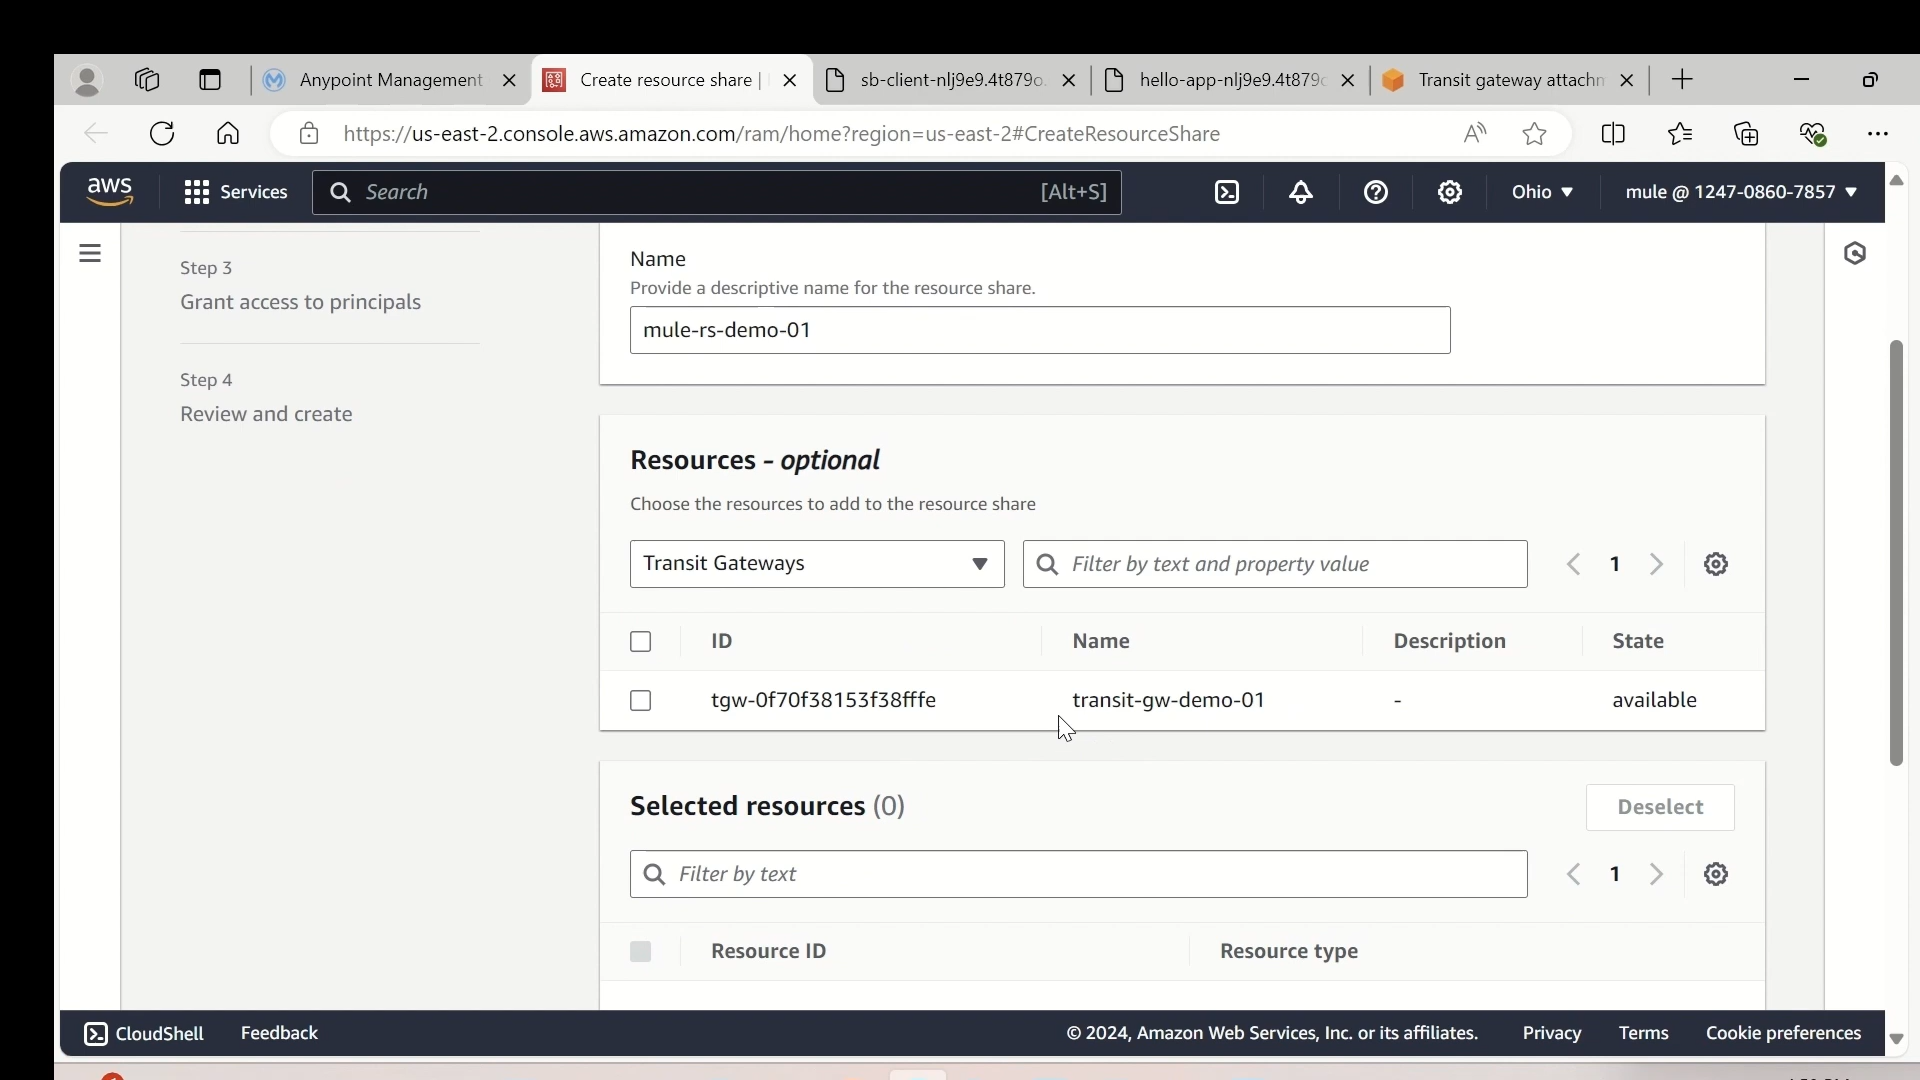 Anypoint Management
Create resource share |
sb-client-nlj9e9.4t879o.
hello-app-nlj9e9.4t879c
Transit gateway attachm
https://us-east-2.console.aws.amazon.com/ram/home?region=us-east-2#CreateResourceShare
aws
Services
Search
[Alt+S]
Ohio
mule @ 1247-0860-7857
Step 3
Grant access to principals
Step 4
Review and create
Name
Provide a descriptive name for the resource share.
mule-rs-demo-01
Resources - optional
Choose the resources to add to the resource share
Transit Gateways
Filter by text and property value
1
ID Name Description State
tgw-0f70f38153f38fffe transit-gw-demo-01 - available
Selected resources (0)
Deselect
Filter by text
1
Resource ID Resource type
CloudShell
Feedback
© 2024, Amazon Web Services, Inc. or its affiliates.
Privacy
Terms
Cookie preferences